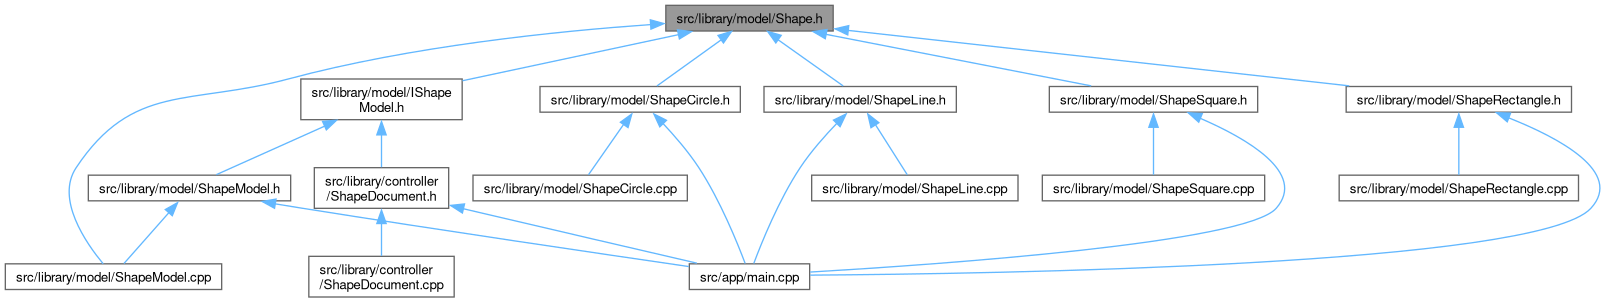 src/library/model/Shape.h
src/library/model/IShape
Model.h
src/library/model/ShapeCircle.h
src/library/model/ShapeLine.h
src/library/model/ShapeSquare.h
src/library/model/ShapeRectangle.h
src/library/model/ShapeModel.h
src/library/controller
/ShapeDocument.h
src/library/model/ShapeCircle.cpp
src/library/model/ShapeLine.cpp
src/library/model/ShapeSquare.cpp
src/library/model/ShapeRectangle.cpp
src/library/model/ShapeModel.cpp
src/library/controller
/ShapeDocument.cpp
src/app/main.cpp